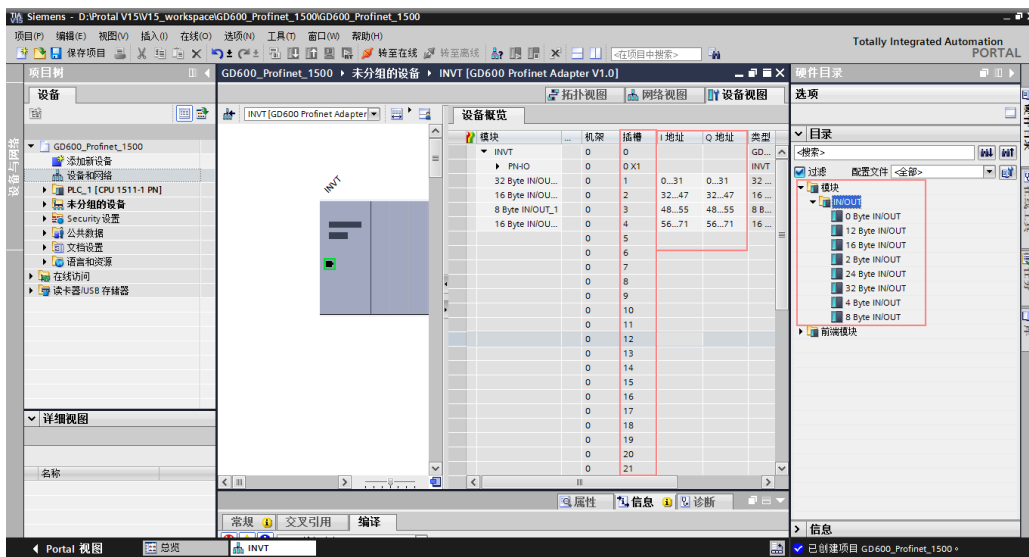 Siemens - D:\Protal V15\V15_workspace\GD600_Profinet_1500\GD600_Profinet_1500
项目(P) 编辑(E) 视图(V) 插入(I) 在线(O) 选项(N) 工具(T) 窗口(W) 帮助(H)
Totally Integrated Automation
PORTAL
保存项目 转至在线 转至离线 <在项目中搜索>
项目树
GD600_Profinet_1500 ▸ 未分组的设备 ▸ INVT [GD600 Profinet Adapter V1.0]
硬件目录
设备
拓扑视图 网络视图 设备视图
选项
INVT [GD600 Profinet Adapter
设备概览
设备与网络
GD600_Profinet_1500
添加新设备
设备和网络
PLC_1 [CPU 1511-1 PN]
未分组的设备
Security 设置
公共数据
文档设置
语言和资源
在线访问
读卡器/USB 存储器
INVT
模块 ... 机架 插槽 I 地址 Q 地址 类型
INVT 0 0 GD...
PN-IO 0 0 X1 INVT
32 Byte IN/OU... 0 1 0...31 0...31 32 ...
16 Byte IN/OU... 0 2 32...47 32...47 16 ...
8 Byte IN/OUT_1 0 3 48...55 48...55 8 B...
16 Byte IN/OU... 0 4 56...71 56...71 16 ...
0 5
0 6
0 7
0 8
0 9
0 10
0 11
0 12
0 13
0 14
0 15
0 16
0 17
0 18
0 19
0 20
0 21
目录
<搜索>
过滤 配置文件 <全部>
模块
IN/OUT
0 Byte IN/OUT
12 Byte IN/OUT
16 Byte IN/OUT
2 Byte IN/OUT
24 Byte IN/OUT
32 Byte IN/OUT
4 Byte IN/OUT
8 Byte IN/OUT
前端模块
详细视图
名称
属性 信息 诊断
常规 交叉引用 编译
信息
Portal 视图 总览 INVT
已创建项目 GD600_Profinet_1500。